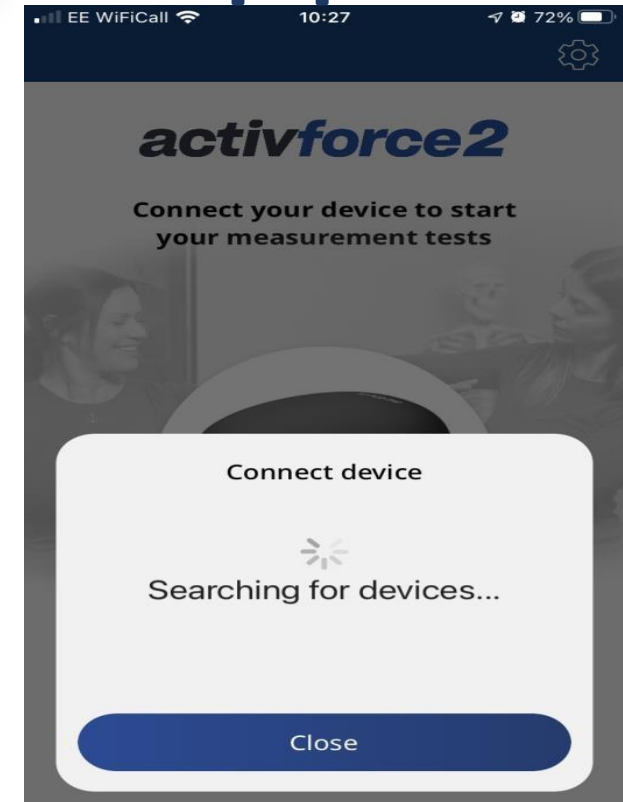 EE WiFiCall 10:27 72%
activforce2
Connect your device to start
your measurement tests
Connect device
Searching for devices...
Close